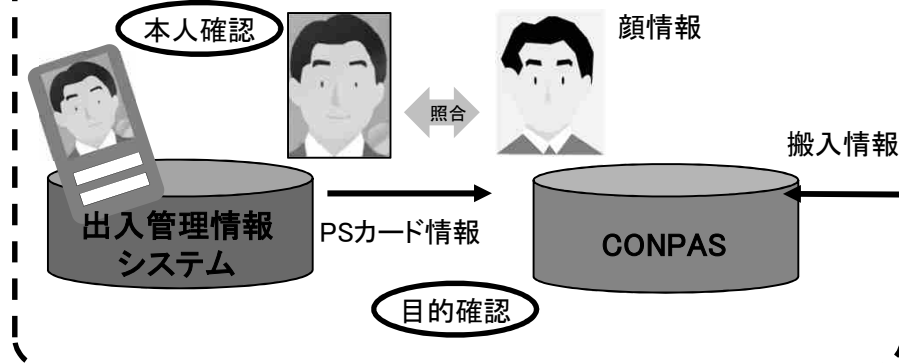 本人確認
顔情報
照合
搬入情報
出入管理情報
システム
PSカード情報
CONPAS
目的確認